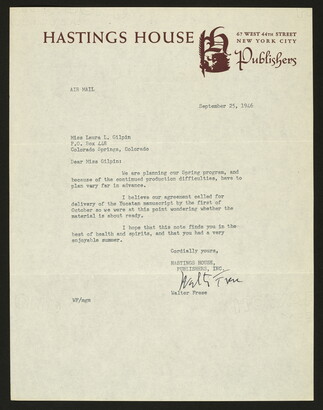 HASTINGS HOUSE
67 WEST 44TH STREET
NEW YORK CITY
Publishers
AIR MAIL
September 25, 1946
Miss Laura L. Gilpin
P.O. Box 448
Colorado Springs, Colorado
Dear Miss Gilpin:
We are planning our Spring program, and
because of the continued production difficulties, have to
plan very far in advance.
I believe our agreement called for
delivery of the Yucatan manuscript by the first of
October so we were at this point wondering whether the
material is about ready.
I hope that this note finds you in the
best of health and spirits, and that you had a very
enjoyable summer.
Cordially yours,
HASTINGS HOUSE,
PUBLISHERS, INC.
Walter Frese
Walter Frese
WF/mgm